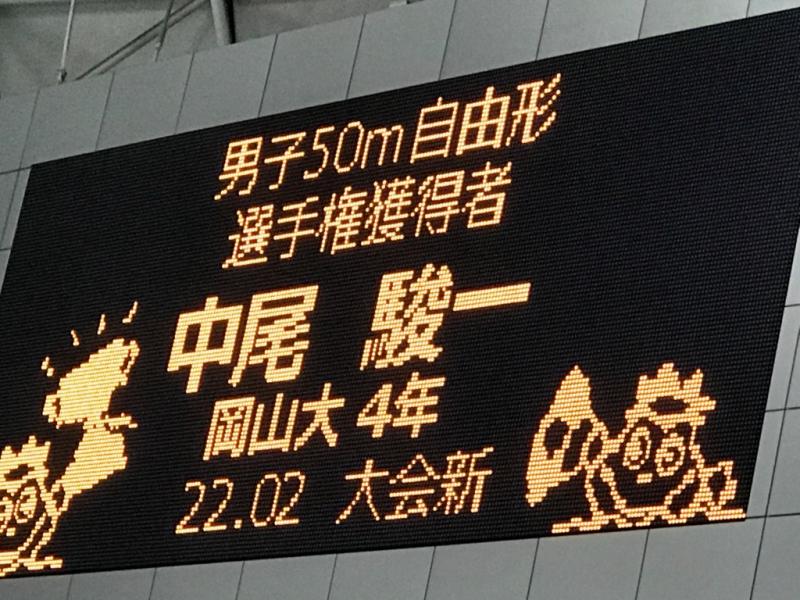 男子50m自由形
選手権獲得者
中尾 駿一
岡山大 4年
22.02 大会新